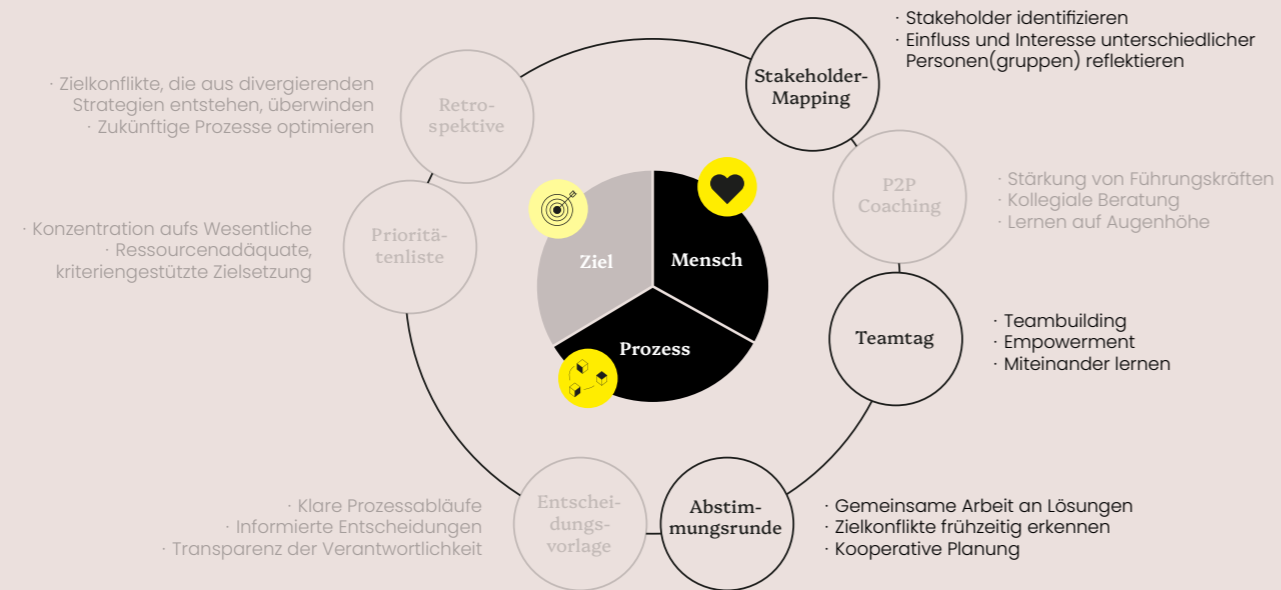 · Stakeholder identifizieren
· Einfluss und Interesse unterschiedlicher
Personen(gruppen) reflektieren
Stakeholder-
Mapping
· Zielkonflikte, die aus divergierenden
Strategien entstehen, überwinden
· Zukünftige Prozesse optimieren
Retro-
spektive
P2P
Coaching
· Stärkung von Führungskräften
· Kollegiale Beratung
· Lernen auf Augenhöhe
· Konzentration aufs Wesentliche
· Ressourcenadäquate,
kriteriengestützte Zielsetzung
Prioritä-
tenliste
Ziel
Mensch
Prozess
Teamtag
· Teambuilding
· Empowerment
· Miteinander lernen
· Klare Prozessabläufe
· Informierte Entscheidungen
· Transparenz der Verantwortlichkeit
Entschei-
dungs-
vorlage
Abstim-
mungsrunde
· Gemeinsame Arbeit an Lösungen
· Zielkonflikte frühzeitig erkennen
· Kooperative Planung